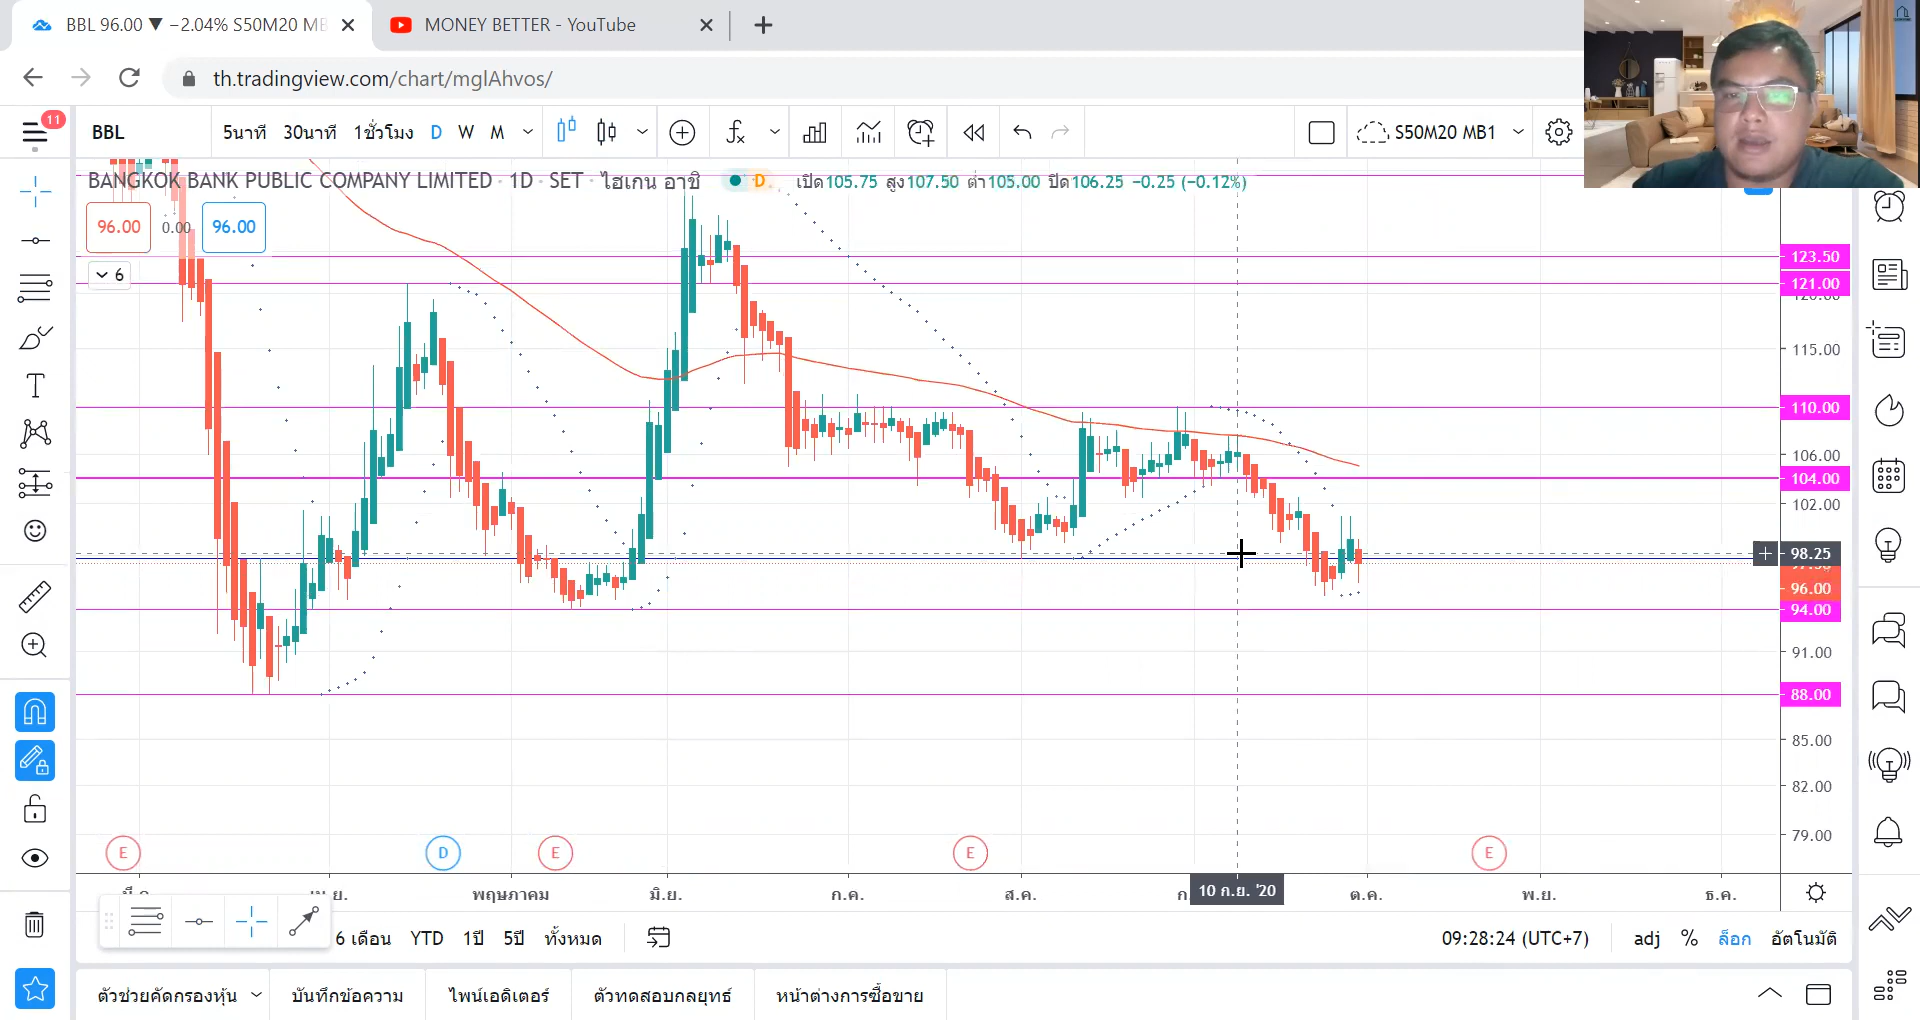 BBL 96.00 ▼ −2.04% S50M20 MB
MONEY BETTER - YouTube
th.tradingview.com/chart/mglAhvos/
11
BBL
5นาที 30นาที 1ชั่วโมง D W M
S50M20 MB1
BANGKOK BANK PUBLIC COMPANY LIMITED · 1D · SET · ไฮเกน อาชิ
D
เปิด105.75 สูง107.50 ต่ำ105.00 ปิด106.25 −0.25 (−0.12%)
96.00 0.00 96.00
6
123.50
121.00
115.00
110.00
106.00
104.00
102.00
98.25
96.00
94.00
91.00
88.00
85.00
82.00
79.00
E D E E E
พฤษภาคม มิ.ย. ก.ค. ส.ค. 10 ก.ย. '20 ต.ค. พ.ย. ธ.ค.
6 เดือน YTD 1ปี 5ปี ทั้งหมด
09:28:24 (UTC+7) adj % ล็อก อัตโนมัติ
ตัวช่วยคัดกรองหุ้น บันทึกข้อความ ไพน์เอดิเตอร์ ตัวทดสอบกลยุทธ์ หน้าต่างการซื้อขาย